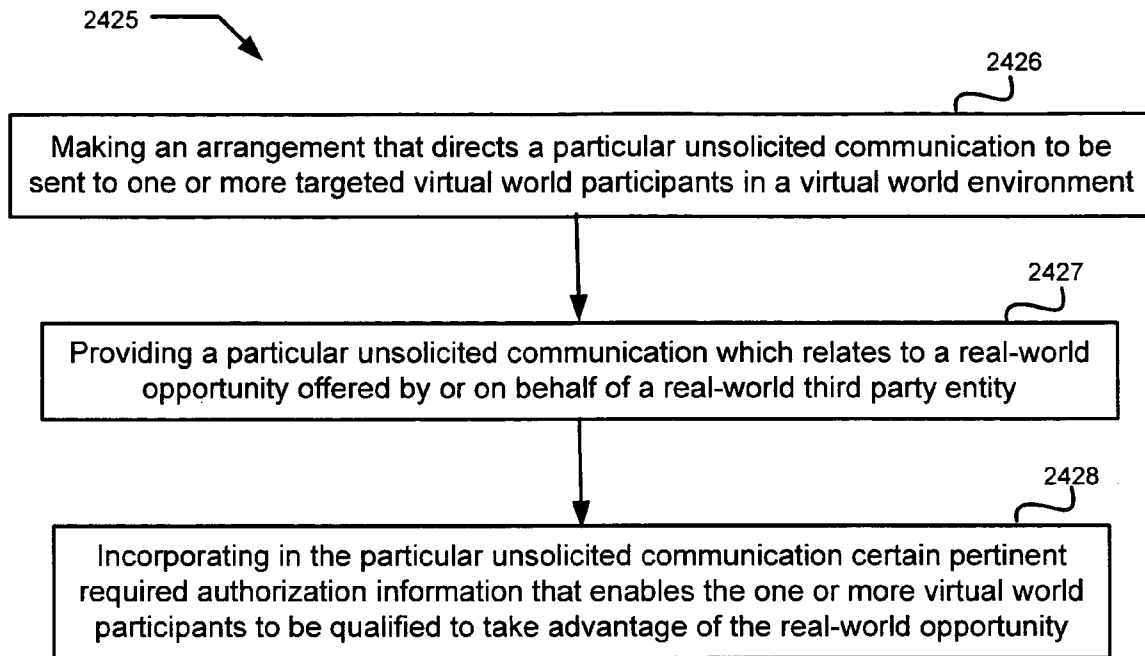 2425
2426
Making an arrangement that directs a particular unsolicited communication to be
sent to one or more targeted virtual world participants in a virtual world environment
2427
Providing a particular unsolicited communication which relates to a real-world
opportunity offered by or on behalf of a real-world third party entity
2428
Incorporating in the particular unsolicited communication certain pertinent
required authorization information that enables the one or more virtual world
participants to be qualified to take advantage of the real-world opportunity